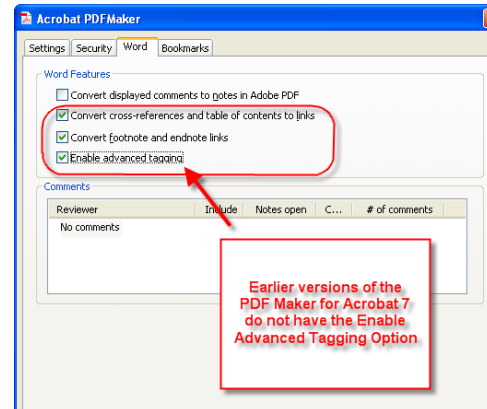 Acrobat PDFMaker
Settings Security Word Bookmarks
Word Features
Convert displayed comments to notes in Adobe PDF
Convert cross-references and table of contents to links
Convert footnote and endnote links
Enable advanced tagging
Comments
Reviewer Include Notes open C... # of comments
No comments
Earlier versions of the
PDF Maker for Acrobat 7
do not have the Enable
Advanced Tagging Option